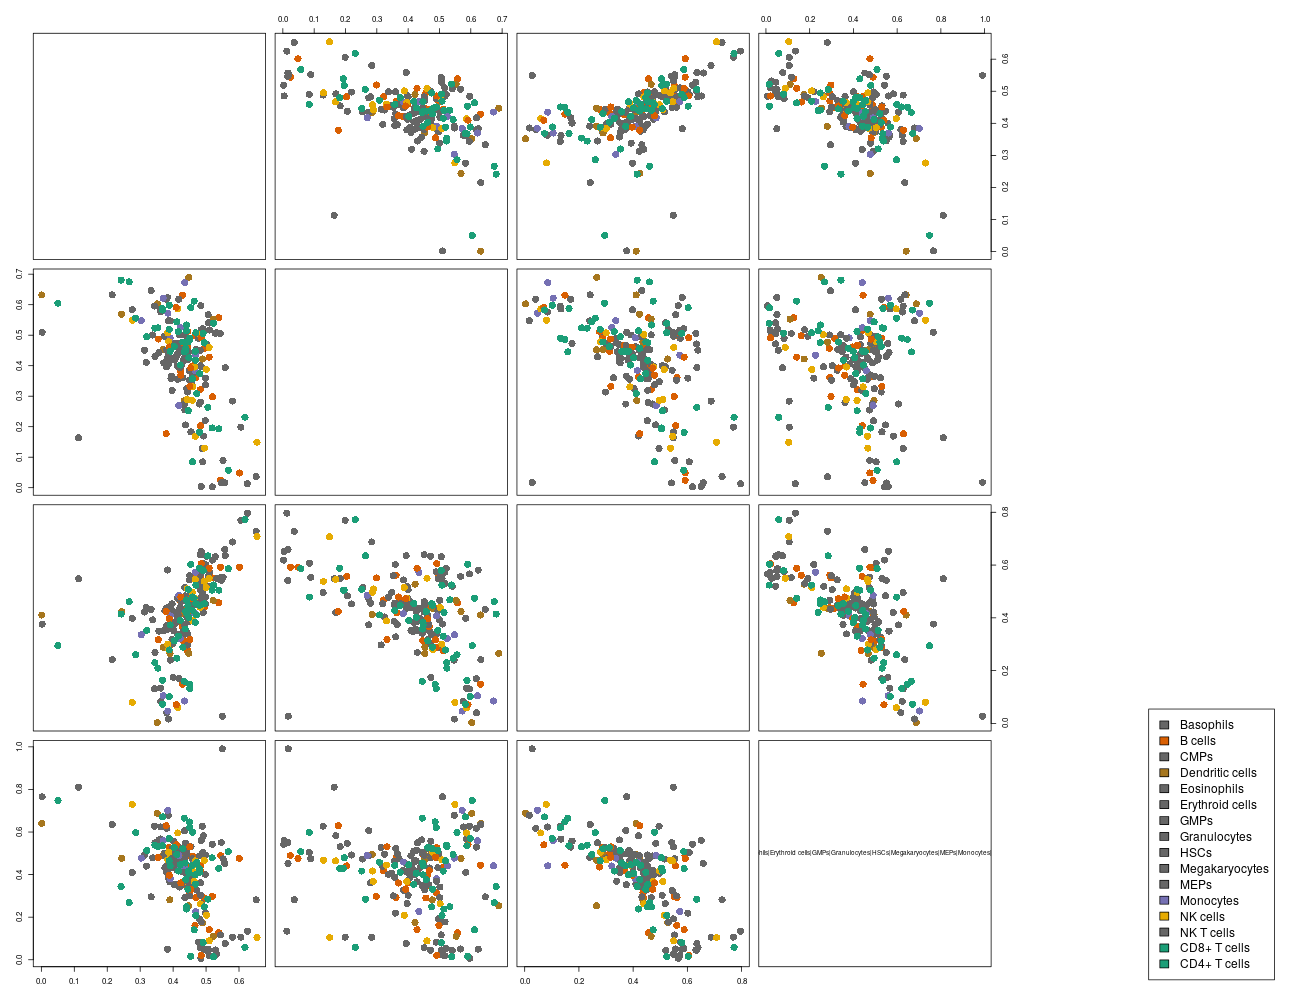 0.0 0.1 0.2 0.3 0.4 0.5 0.6 0.7
0.0 0.2 0.4 0.6 0.8 1.0
0.0 0.1 0.2 0.3 0.4 0.5 0.6
0.0 0.1 0.2 0.3 0.4 0.5 0.6 0.7
0.0 0.2 0.4 0.6 0.8
0.0 0.2 0.4 0.6 0.8 1.0
hils|Erythroid cells|GMPs|Granulocytes|HSCs|Megakaryocytes|MEPs|Monocytes|
0.0 0.1 0.2 0.3 0.4 0.5 0.6
0.0 0.2 0.4 0.6 0.8
Basophils
B cells
CMPs
Dendritic cells
Eosinophils
Erythroid cells
GMPs
Granulocytes
HSCs
Megakaryocytes
MEPs
Monocytes
NK cells
NK T cells
CD8+ T cells
CD4+ T cells